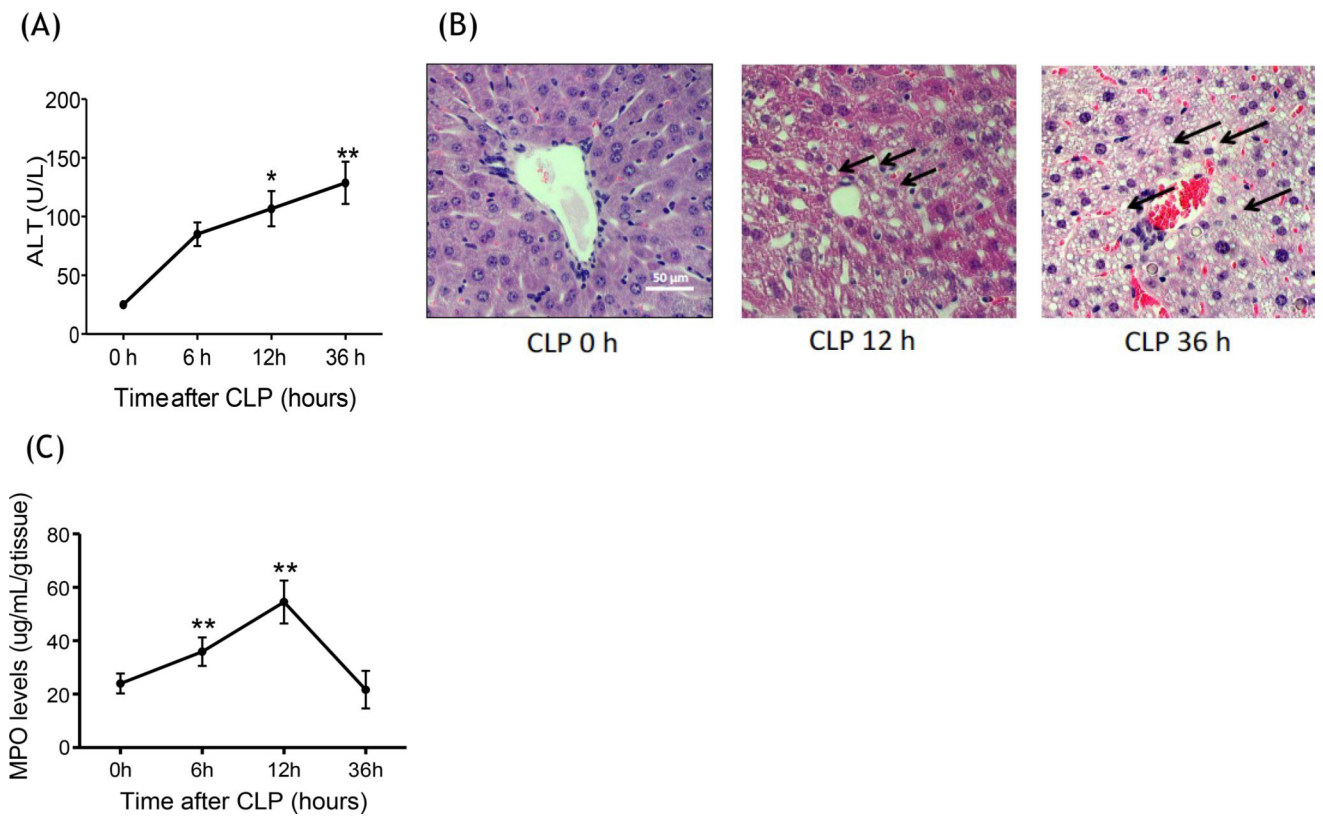 (A)
ALT (U/L)
200
150
100
50
0
*
**
0 h 6 h 12h 36 h
Time after CLP (hours)
(B)
50 µm
CLP 0 h
CLP 12 h
CLP 36 h
(C)
MPO levels (ug/mL/gtissue)
80
60
40
20
0
**
**
0h 6h 12h 36h
Time after CLP (hours)